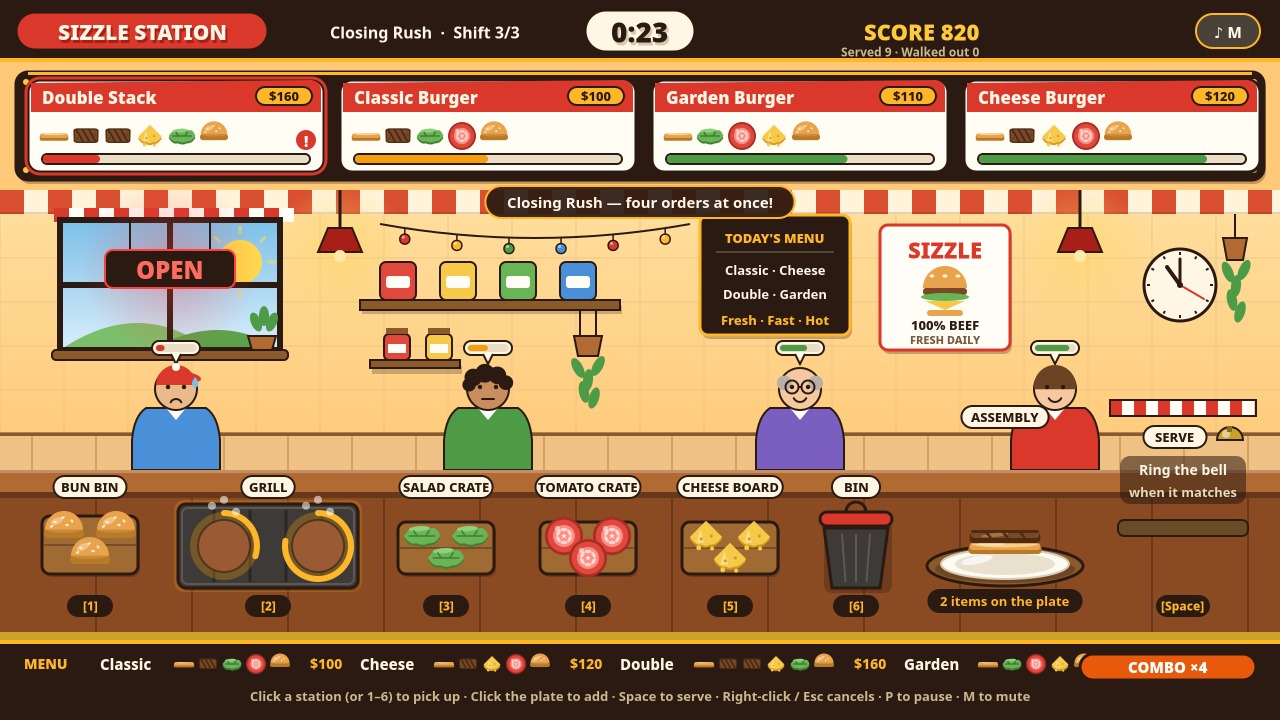 SIZZLE STATION
Closing Rush · Shift 3/3
0:23
SCORE 820
Served 9 · Walked out 0
♪ M
Double Stack
$160
!
Classic Burger
$100
Garden Burger
$110
Cheese Burger
$120
Closing Rush — four orders at once!
OPEN
TODAY'S MENU
Classic · Cheese
Double · Garden
Fresh · Fast · Hot
SIZZLE
100% BEEF
FRESH DAILY
ASSEMBLY
SERVE
Ring the bell
when it matches
BUN BIN
GRILL
SALAD CRATE
TOMATO CRATE
CHEESE BOARD
BIN
2 items on the plate
[1]
[2]
[3]
[4]
[5]
[6]
[Space]
MENU
Classic
$100
Cheese
$120
Double
$160
Garden
COMBO ×4
Click a station (or 1–6) to pick up · Click the plate to add · Space to serve · Right-click / Esc cancels · P to pause · M to mute